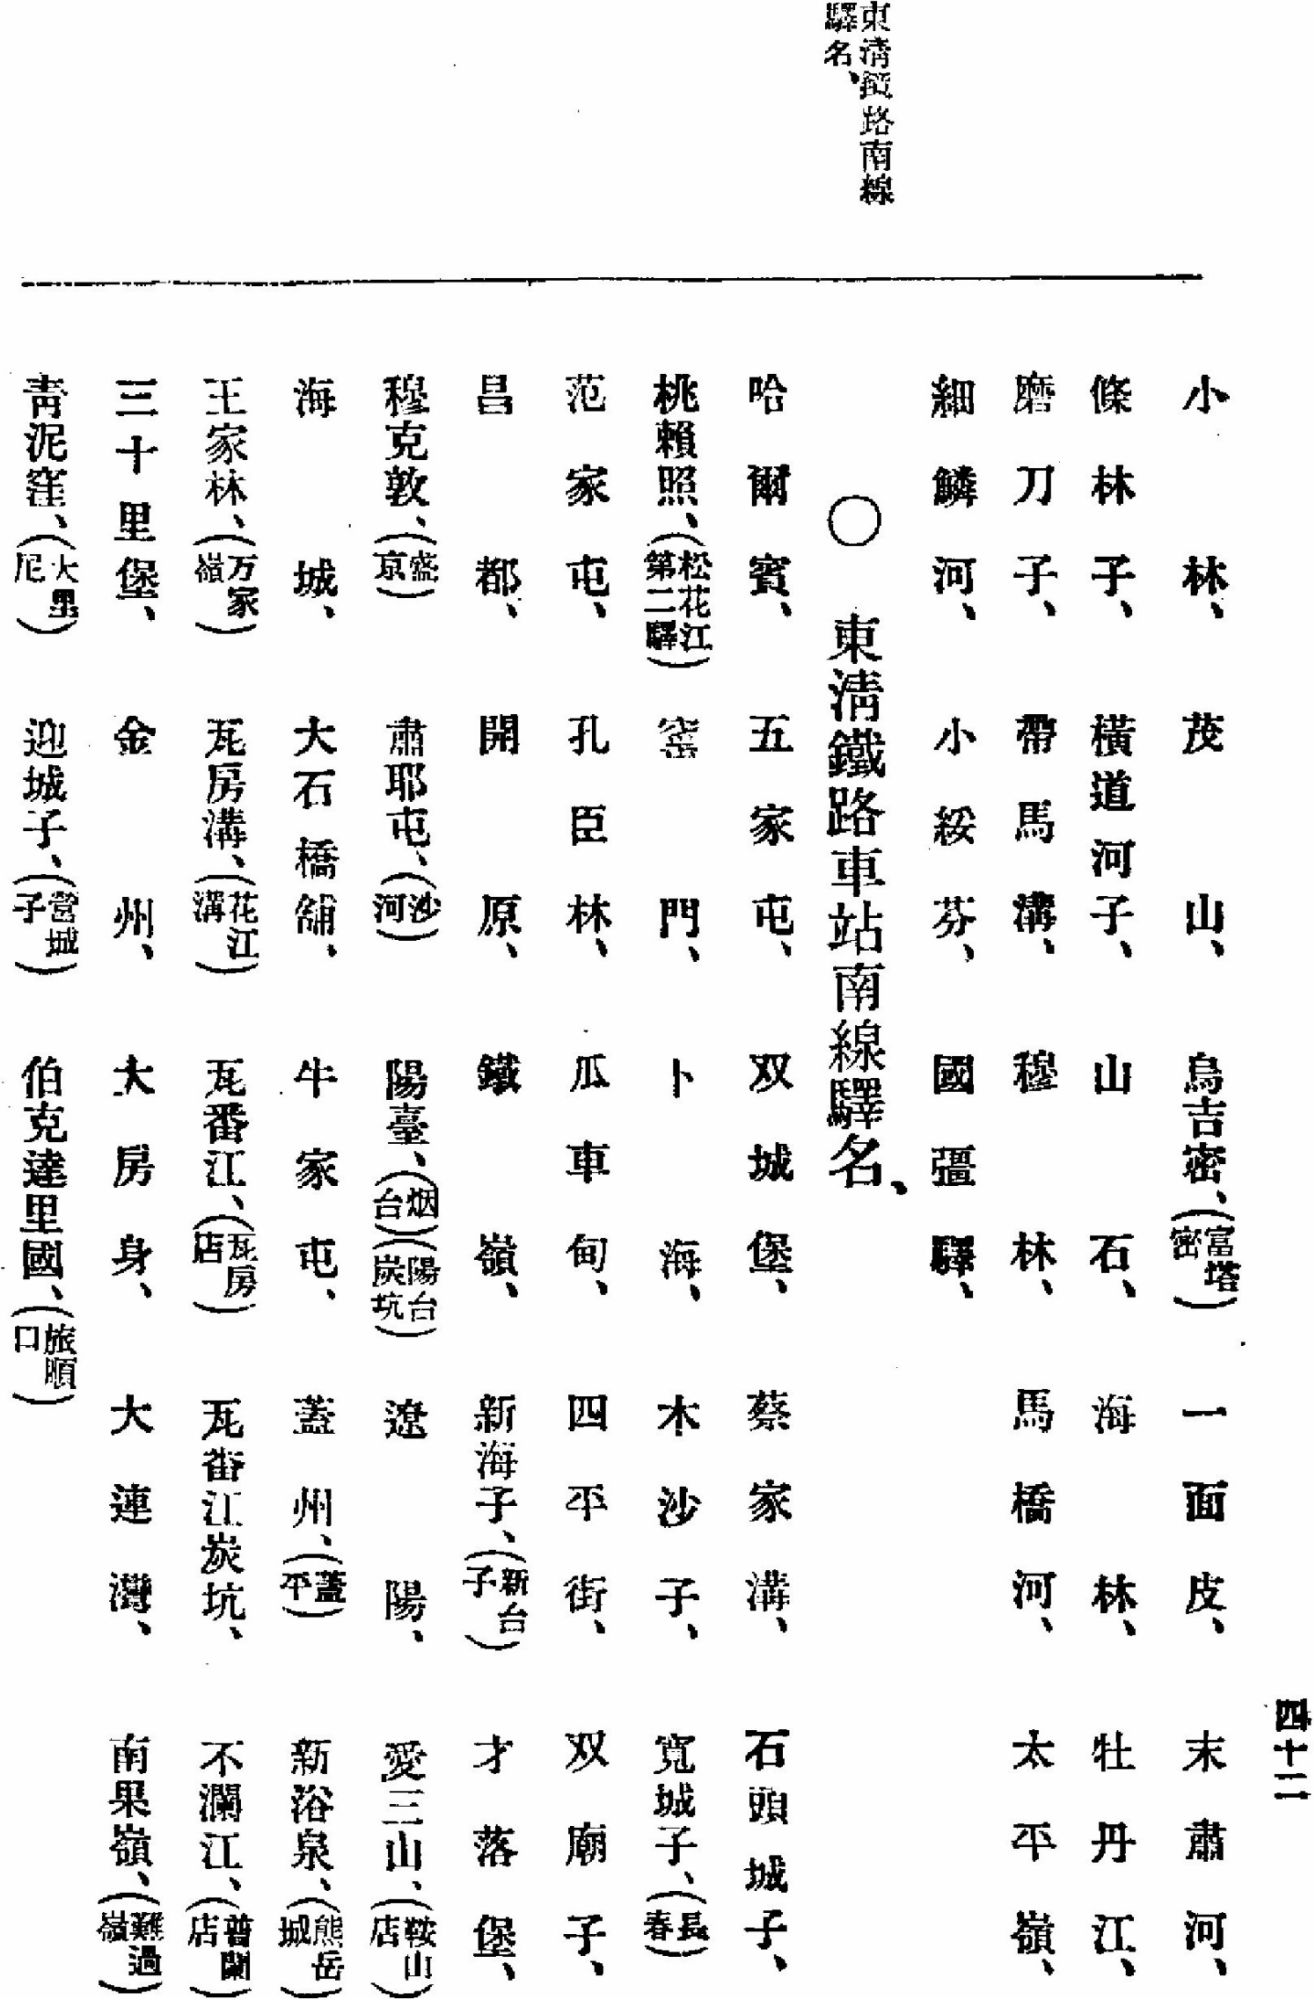 四十二
東淸鐵路南線
驛名、
小林、 茂山、 烏吉密、(富塔密) 一面皮、 末肅河、
條林子、 橫道河子、 山石、 海林、 牡丹江、
磨刀子、 帶馬溝、 穆林、 馬橋河、 太平嶺、
細鱗河、 小綏芬、 國彊驛、
〇 東淸鐵路車站南線驛名、
哈爾賓、 五家屯、 双城堡、 蔡家溝、 石頭城子、
桃賴照、(松花江第二驛) 窰門、 卜海、 木沙子、 寬城子、(長春)
范家屯、 孔臣林、 瓜車甸、 四平街、 双廟子、
昌都、 開原、 鐵嶺、 新海子、(新台子) 才落堡、
穆克敦、(盛京) 肅耶屯、(沙河) 陽臺、(烟台)(陽台炭坑) 遼陽、 愛三山、(鞍山店)
海城、 大石橋舖、 牛家屯、 蓋州、(蓋平) 新浴泉、(熊岳城)
王家林、(万家嶺) 瓦房溝、(花江溝) 瓦番江、(瓦房店) 瓦番江炭坑、 不瀾江、(普蘭店)
三十里堡、 金州、 大房身、 大連灣、 南果嶺、(難過嶺)
靑泥窪、(大里尼) 迎城子、(當城子) 伯克達里國、(旅順口)